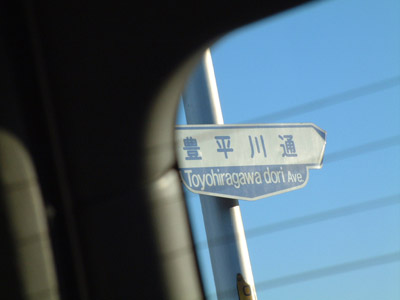 豊平川通
Toyohiragawa dori Ave.